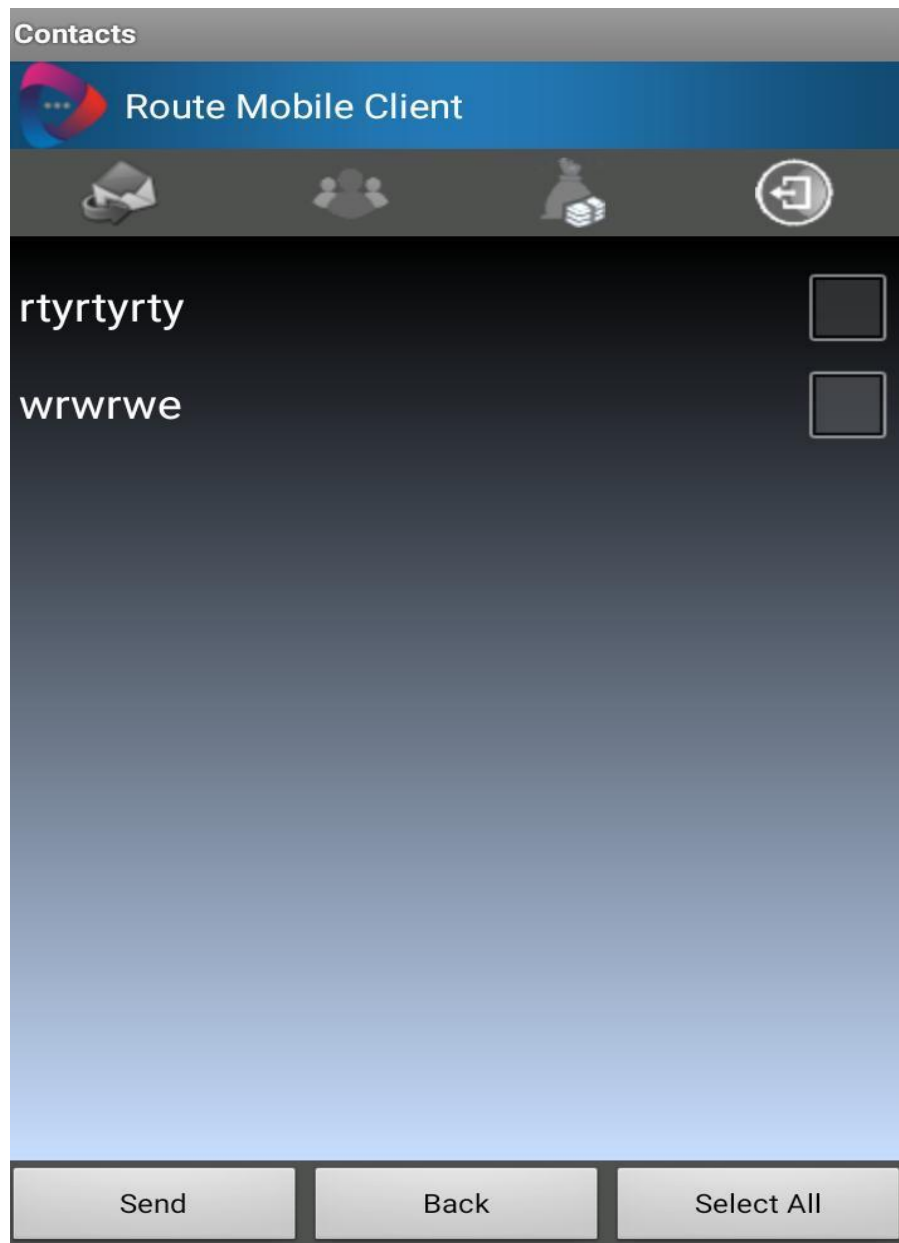 Contacts
Route Mobile Client
rtyrtyrty
wrwrwe
Send Back Select All